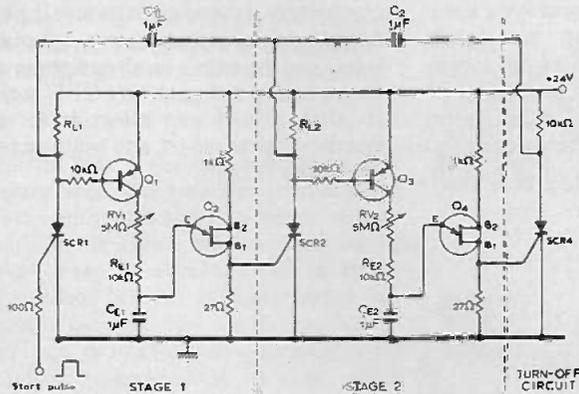 C1
1µF
C2
1µF
+24V
RL1
10kΩ
Q1
1kΩ
RL2
10kΩ
Q3
1kΩ
10kΩ
RV1
5MΩ
Q2
E
B2
B1
RV2
5MΩ
Q4
E
B2
B1
SCR1
RE1
10kΩ
SCR2
RE2
10kΩ
SCR4
100Ω
CE1
1µF
27Ω
CE2
1µF
27Ω
Start pulse
STAGE 1
STAGE 2
TURN-OFF
CIRCUIT